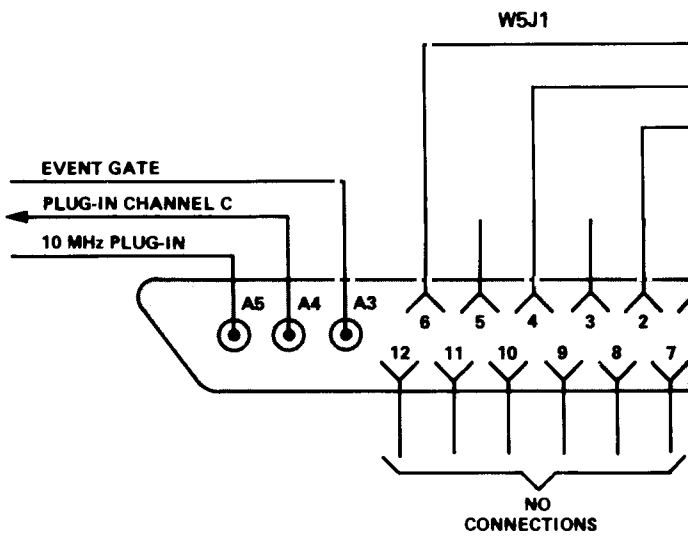 W5J1
EVENT GATE
PLUG-IN CHANNEL C
10 MHz PLUG-IN
A5 A4 A3
6 5 4 3 2
12 11 10 9 8 7
NO
CONNECTIONS